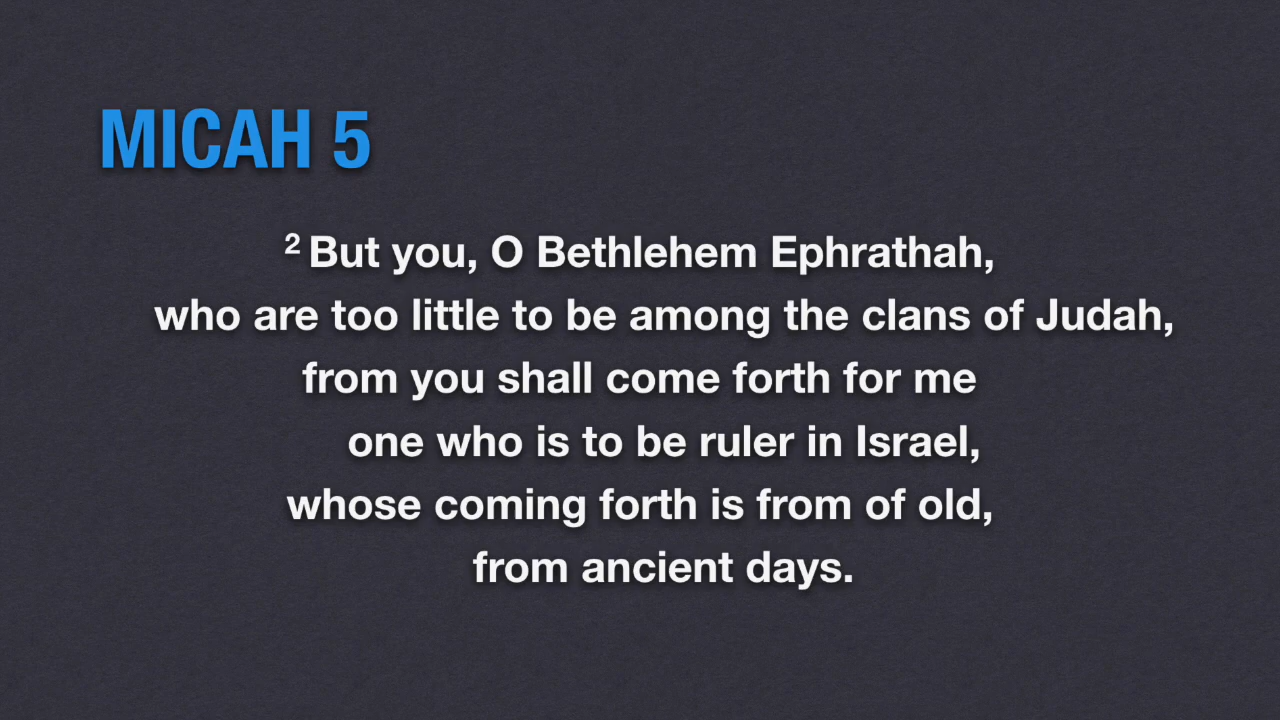 MICAH 5
² But you, O Bethlehem Ephrathah,
who are too little to be among the clans of Judah,
from you shall come forth for me
one who is to be ruler in Israel,
whose coming forth is from of old,
from ancient days.